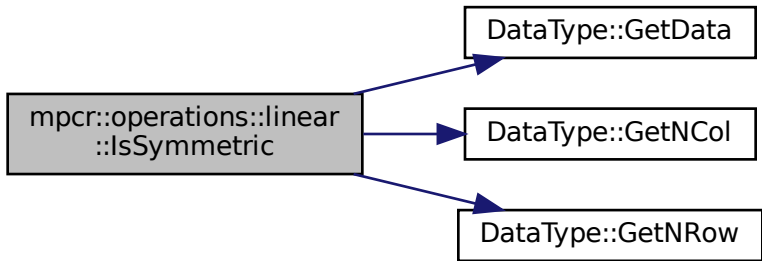 mpcr::operations::linear
::IsSymmetric
DataType::GetData
DataType::GetNCol
DataType::GetNRow